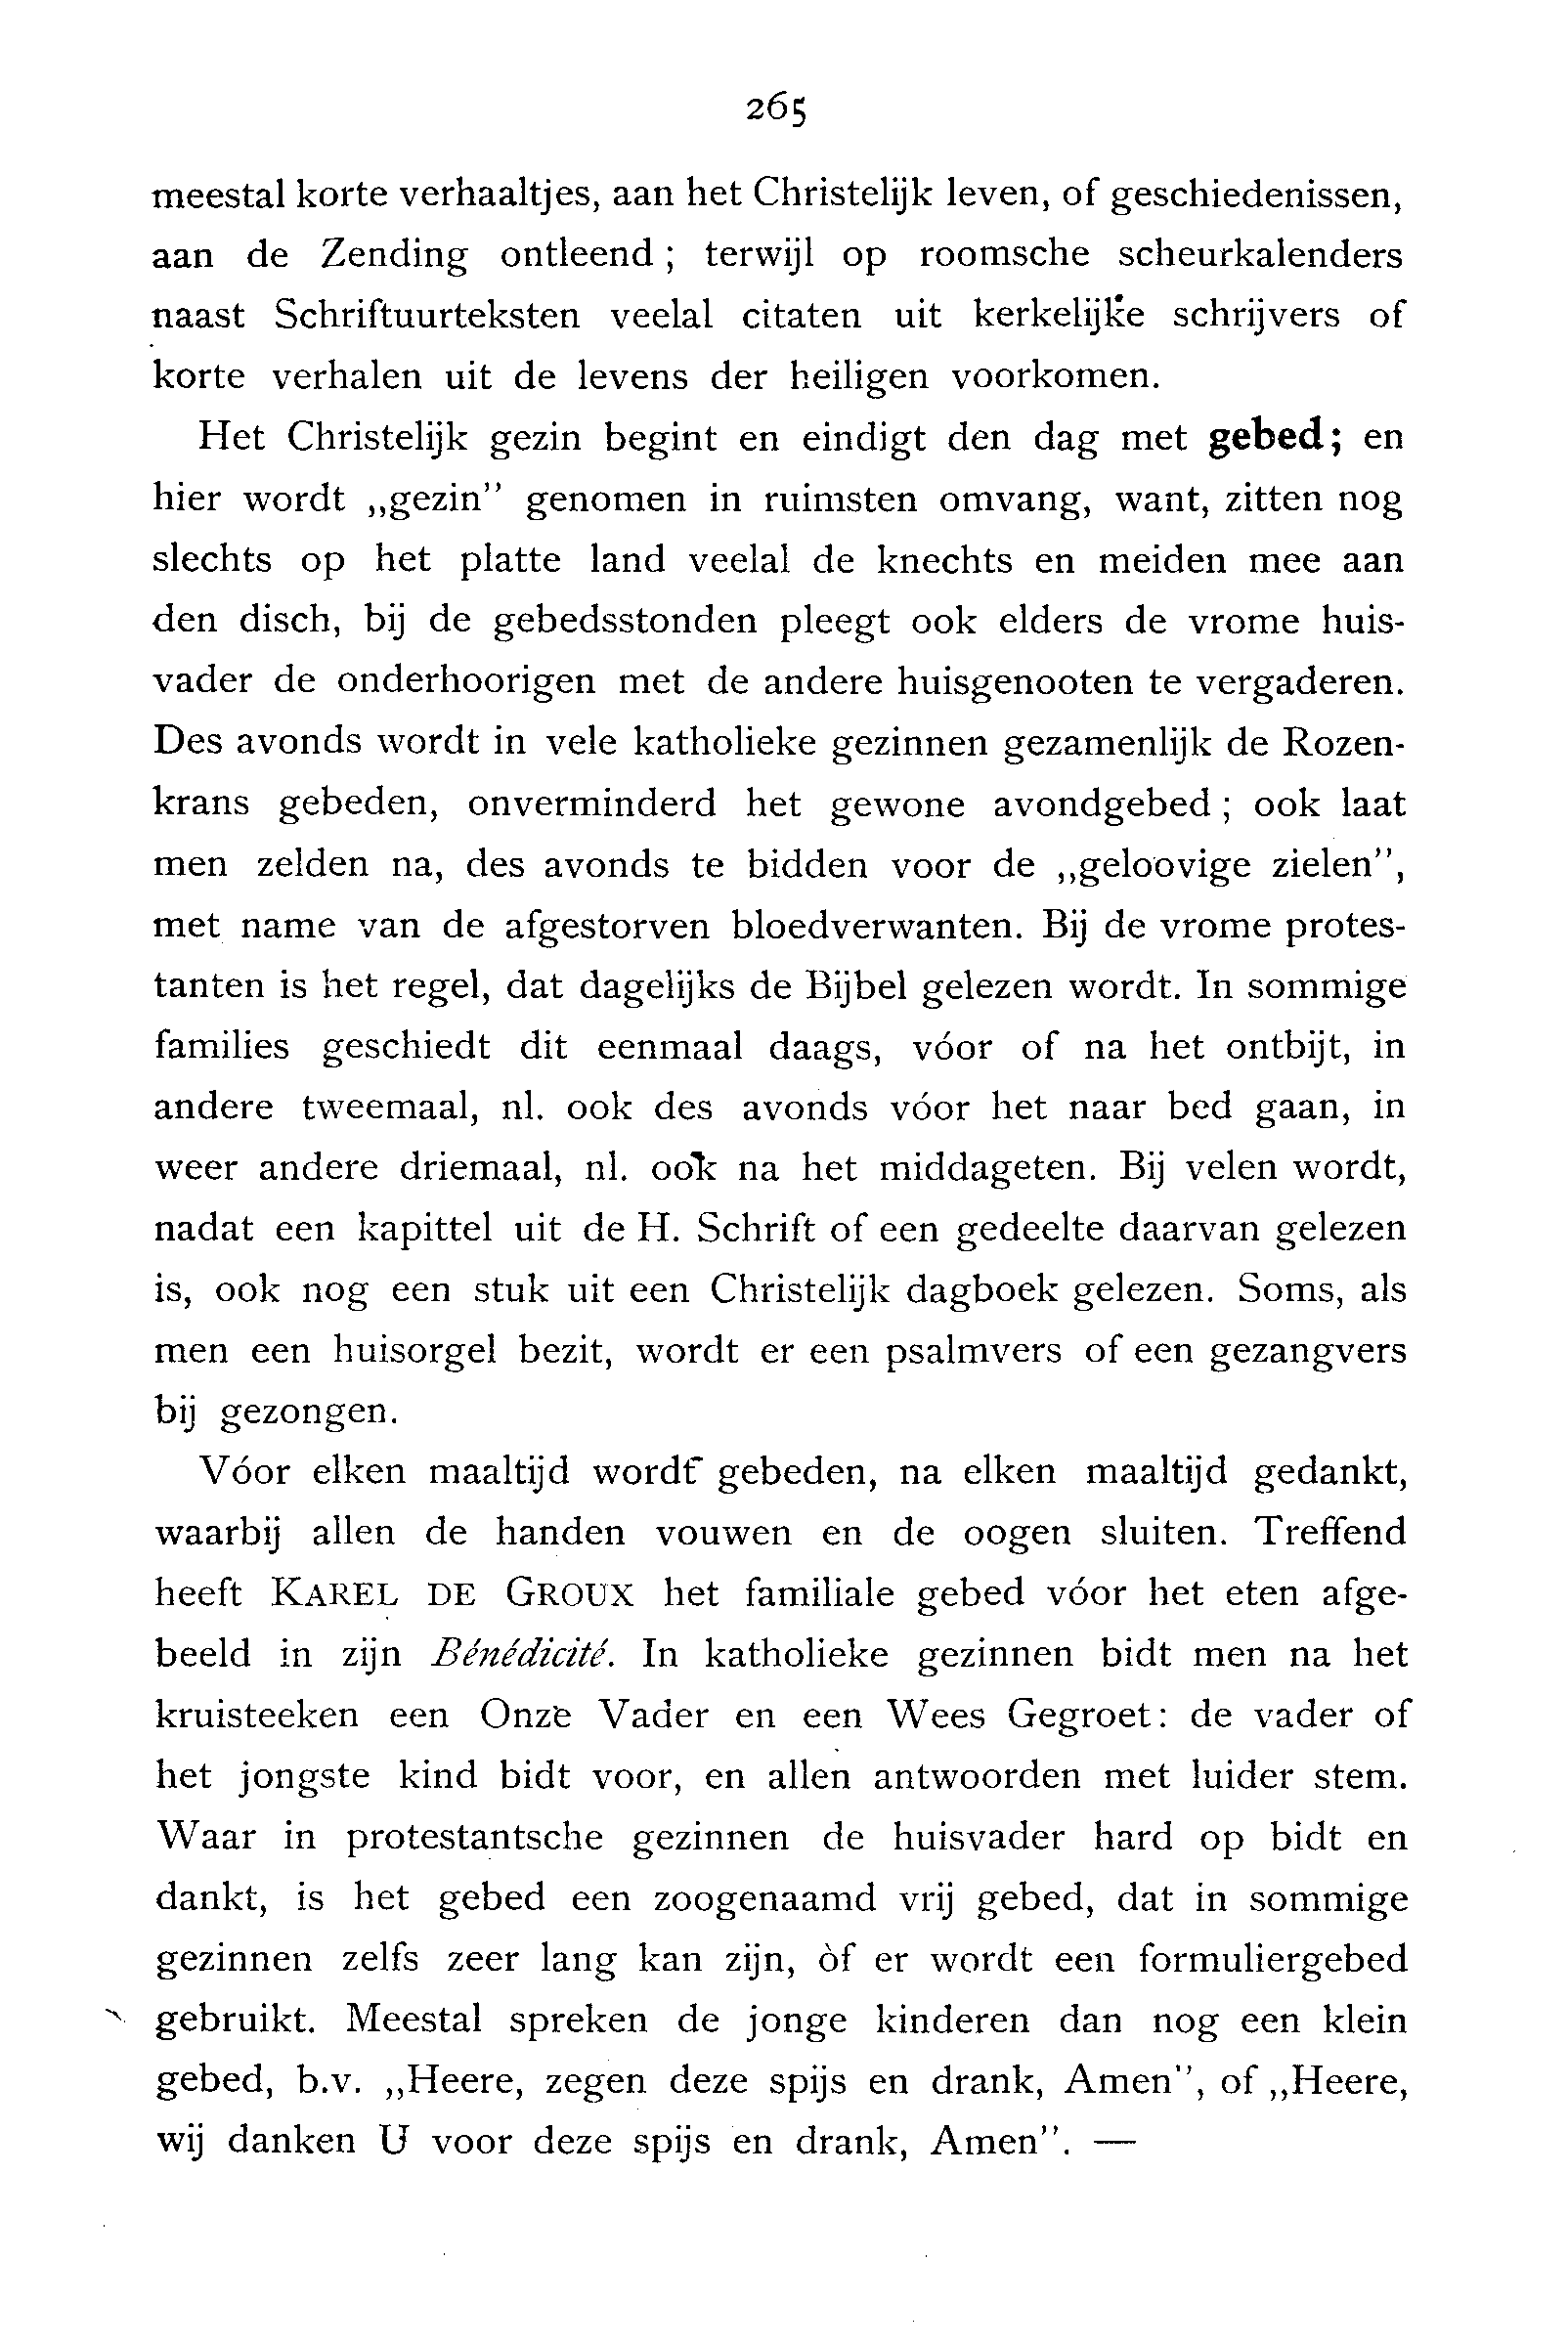 265
meestal korte verhaaltjes, aan het Christelijk leven, of geschiedenissen,
aan de Zending ontleend ; terwijl op roomsche scheurkalenders
naast Schriftuurteksten veelal citaten uit kerkelijke schrijvers of
korte verhalen uit de levens der heiligen voorkomen.
Het Christelijk gezin begint en eindigt den dag met gebed; en
hier wordt „gezin” genomen in ruimsten omvang, want, zitten nog
slechts op het platte land veelal de knechts en meiden mee aan
den disch, bij de gebedsstonden pleegt ook elders de vrome huis-
vader de onderhoorigen met de andere huisgenooten te vergaderen.
Des avonds wordt in vele katholieke gezinnen gezamenlijk de Rozen-
krans gebeden, onverminderd het gewone avondgebed ; ook laat
men zelden na, des avonds te bidden voor de „geloovige zielen”,
met name van de afgestorven bloedverwanten. Bij de vrome protes-
tanten is het regel, dat dagelijks de Bijbel gelezen wordt. In sommige
families geschiedt dit eenmaal daags, vóor of na het ontbijt, in
andere tweemaal, nl. ook des avonds vóor het naar bed gaan, in
weer andere driemaal, nl. ook na het middageten. Bij velen wordt,
nadat een kapittel uit de H. Schrift of een gedeelte daarvan gelezen
is, ook nog een stuk uit een Christelijk dagboek gelezen. Soms, als
men een huisorgel bezit, wordt er een psalmvers of een gezangvers
bij gezongen.
Vóor elken maaltijd wordt gebeden, na elken maaltijd gedankt,
waarbij allen de handen vouwen en de oogen sluiten. Treffend
heeft KAREL DE GROUX het familiale gebed vóor het eten afge-
beeld in zijn Bénédicité. In katholieke gezinnen bidt men na het
kruisteeken een Onze Vader en een Wees Gegroet: de vader of
het jongste kind bidt voor, en allen antwoorden met luider stem.
Waar in protestantsche gezinnen de huisvader hard op bidt en
dankt, is het gebed een zoogenaamd vrij gebed, dat in sommige
gezinnen zelfs zeer lang kan zijn, òf er wordt een formuliergebed
gebruikt. Meestal spreken de jonge kinderen dan nog een klein
gebed, b.v. „Heere, zegen deze spijs en drank, Amen”, of „Heere,
wij danken U voor deze spijs en drank, Amen”. —